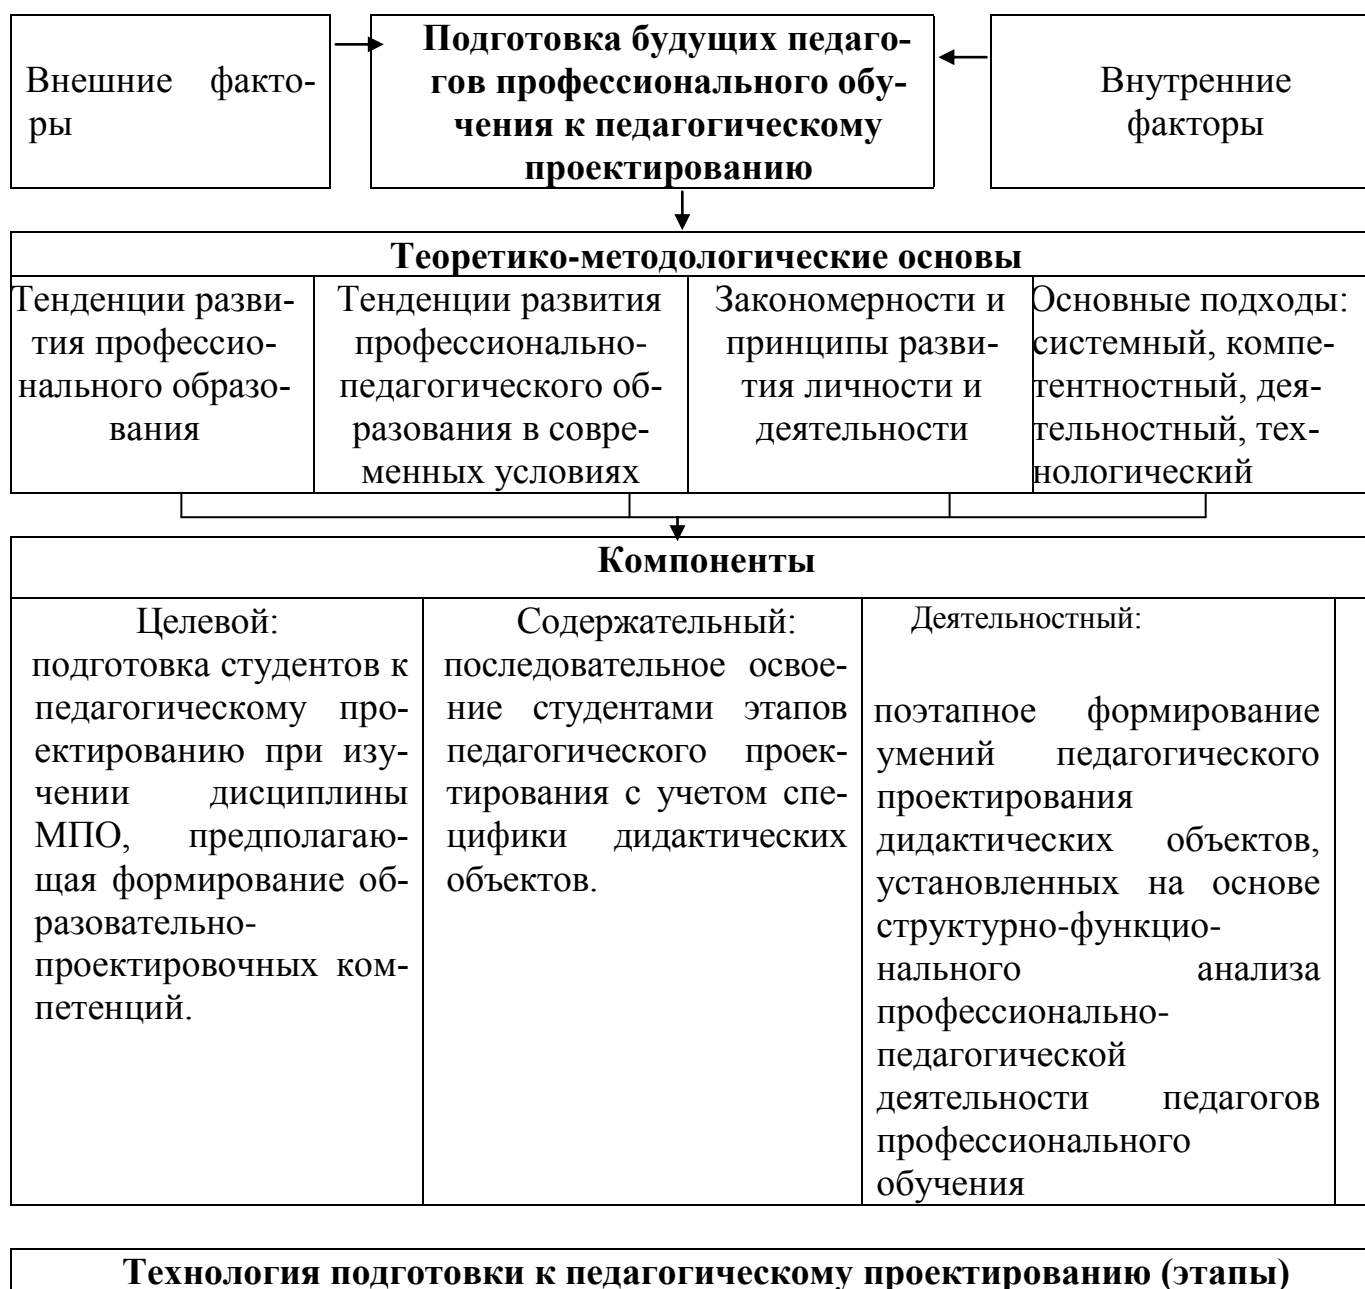 Внешние факто-
ры
Подготовка будущих педаго-
гов профессионального обу-
чения к педагогическому
проектированию
Внутренние
факторы
Теоретико-методологические основы
Тенденции разви-
тия профессио-
нального образо-
вания
Тенденции развития
профессионально-
педагогического об-
разования в совре-
менных условиях
Закономерности и
принципы разви-
тия личности и
деятельности
Основные подходы:
системный, компе-
тентностный, дея-
тельностный, тех-
нологический
Компоненты
Целевой:
подготовка студентов к
педагогическому про-
ектированию при изу-
чении дисциплины
МПО, предполагаю-
щая формирование об-
разовательно-
проектировочных ком-
петенций.
Содержательный:
последовательное освое-
ние студентами этапов
педагогического проек-
тирования с учетом спе-
цифики дидактических
объектов.
Деятельностный:
поэтапное формирование
умений педагогического
проектирования
дидактических объектов,
установленных на основе
структурно-функцио-
нального анализа
профессионально-
педагогической
деятельности педагогов
профессионального
обучения
Технология подготовки к педагогическому проектированию (этапы)